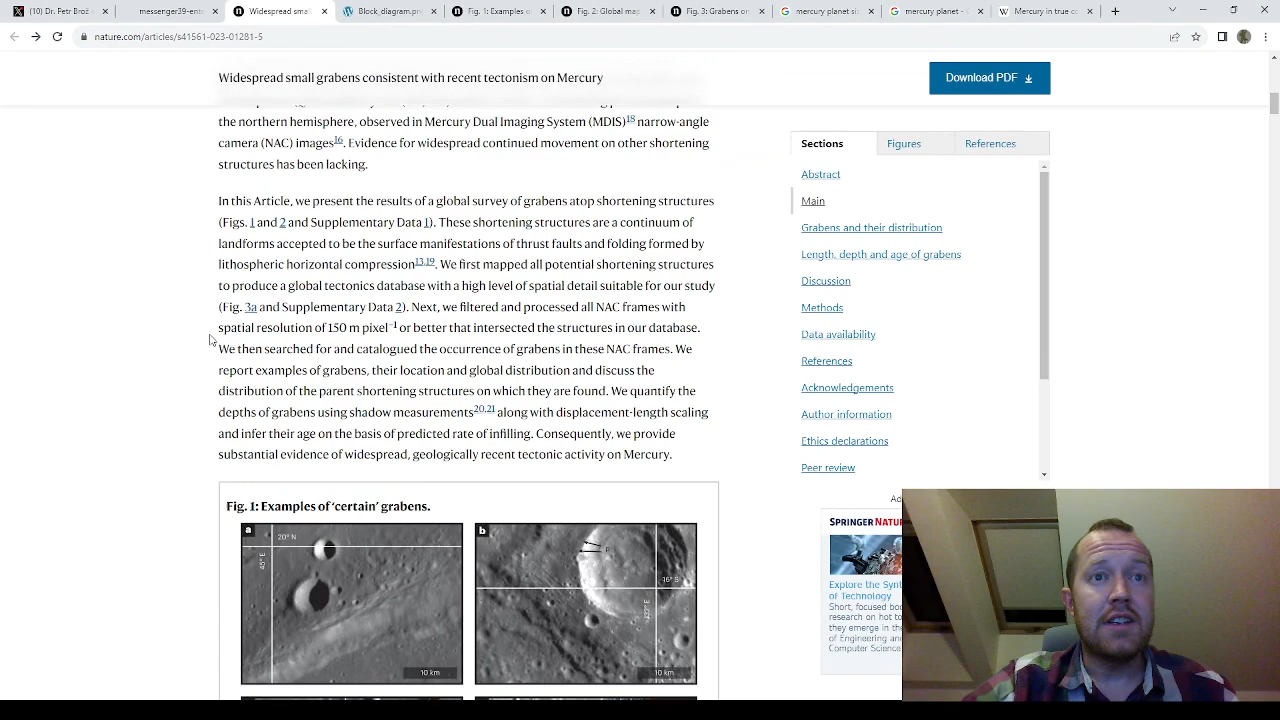 (10) Dr. Petr Brož
messenger39-ent
Widespread smal
Block_diagram.pn
Fig. 1: Examples o
Fig. 2: Global map
Fig. 3: Grabens or
mercury planet si
mercury planet -
Mercury in true c
nature.com/articles/s41561-023-01281-5
Widespread small grabens consistent with recent tectonism on Mercury
Download PDF
the northern hemisphere, observed in Mercury Dual Imaging System (MDIS)18 narrow-angle
camera (NAC) images16. Evidence for widespread continued movement on other shortening
structures has been lacking.
In this Article, we present the results of a global survey of grabens atop shortening structures
(Figs. 1 and 2 and Supplementary Data 1). These shortening structures are a continuum of
landforms accepted to be the surface manifestations of thrust faults and folding formed by
lithospheric horizontal compression13,19. We first mapped all potential shortening structures
to produce a global tectonics database with a high level of spatial detail suitable for our study
(Fig. 3a and Supplementary Data 2). Next, we filtered and processed all NAC frames with
spatial resolution of 150 m pixel−1 or better that intersected the structures in our database.
We then searched for and catalogued the occurrence of grabens in these NAC frames. We
report examples of grabens, their location and global distribution and discuss the
distribution of the parent shortening structures on which they are found. We quantify the
depths of grabens using shadow measurements20,21 along with displacement-length scaling
and infer their age on the basis of predicted rate of infilling. Consequently, we provide
substantial evidence of widespread, geologically recent tectonic activity on Mercury.
Fig. 1: Examples of ‘certain’ grabens.
a
20° N
45° E
10 km
b
16° S
10 km
Sections
Figures
References
Abstract
Main
Grabens and their distribution
Length, depth and age of grabens
Discussion
Methods
Data availability
References
Acknowledgements
Author information
Ethics declarations
Peer review
Ad
SPRINGER NATU
Explore the Synt
of Technology
Short, focused boo
research on hot to
they emerge in the
of Engineering and
Computer Science.